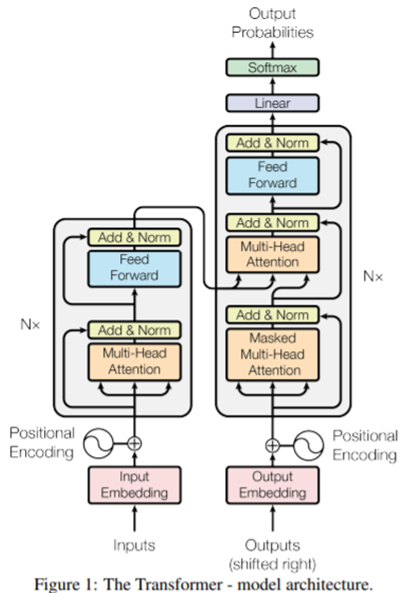 Output
Probabilities
Softmax
Linear
Add & Norm
Feed
Forward
Add & Norm
Multi-Head
Attention
Add & Norm
Masked
Multi-Head
Attention
Nx
Add & Norm
Feed
Forward
Add & Norm
Multi-Head
Attention
Nx
Positional
Encoding
Positional
Encoding
Input
Embedding
Output
Embedding
Inputs
Outputs
(shifted right)
Figure 1: The Transformer - model architecture.